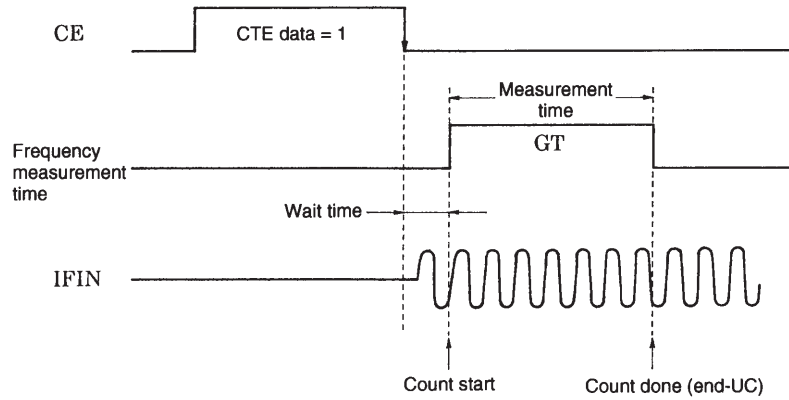 CE
CTE data = 1
Measurement
time
GT
Frequency
measurement
time
Wait time
IFIN
Count start
Count done (end-UC)